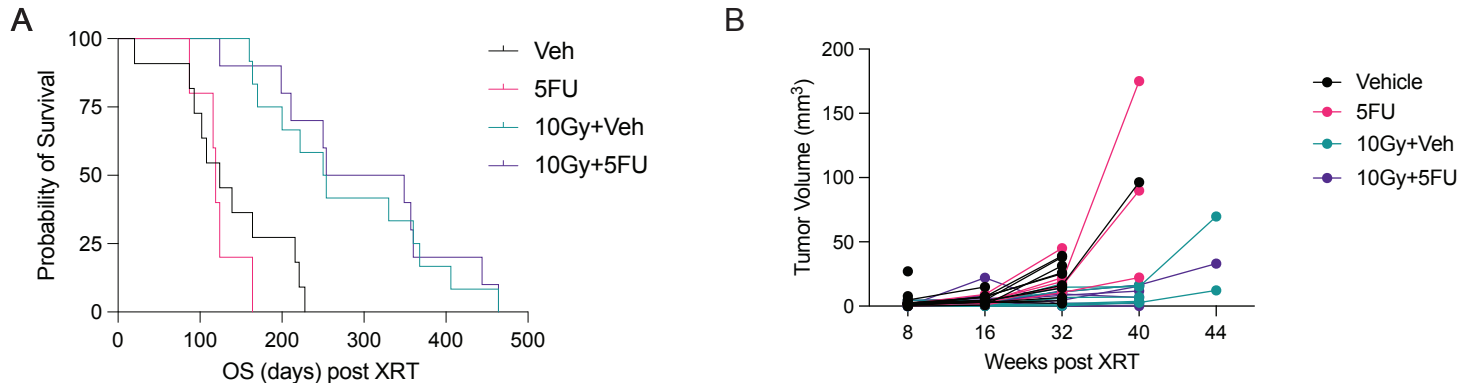 A
Probability of Survival
100
75
50
25
0
0 100 200 300 400 500
OS (days) post XRT
Veh
5FU
10Gy+Veh
10Gy+5FU
B
Tumor Volume (mm³)
200
150
100
50
0
8 16 32 40 44
Weeks post XRT
Vehicle
5FU
10Gy+Veh
10Gy+5FU